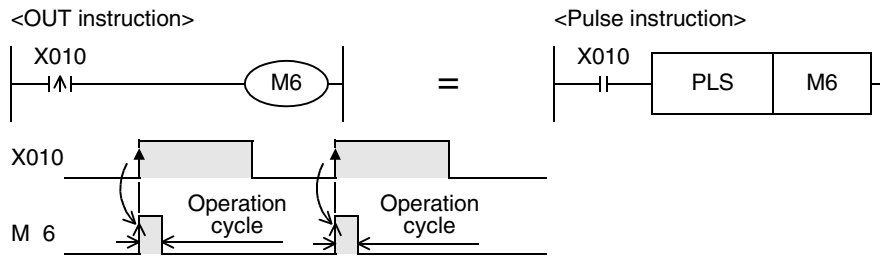 <OUT instruction>
<Pulse instruction>
X010
M6
=
X010
PLS
M6
X010
M 6
Operation cycle
Operation cycle